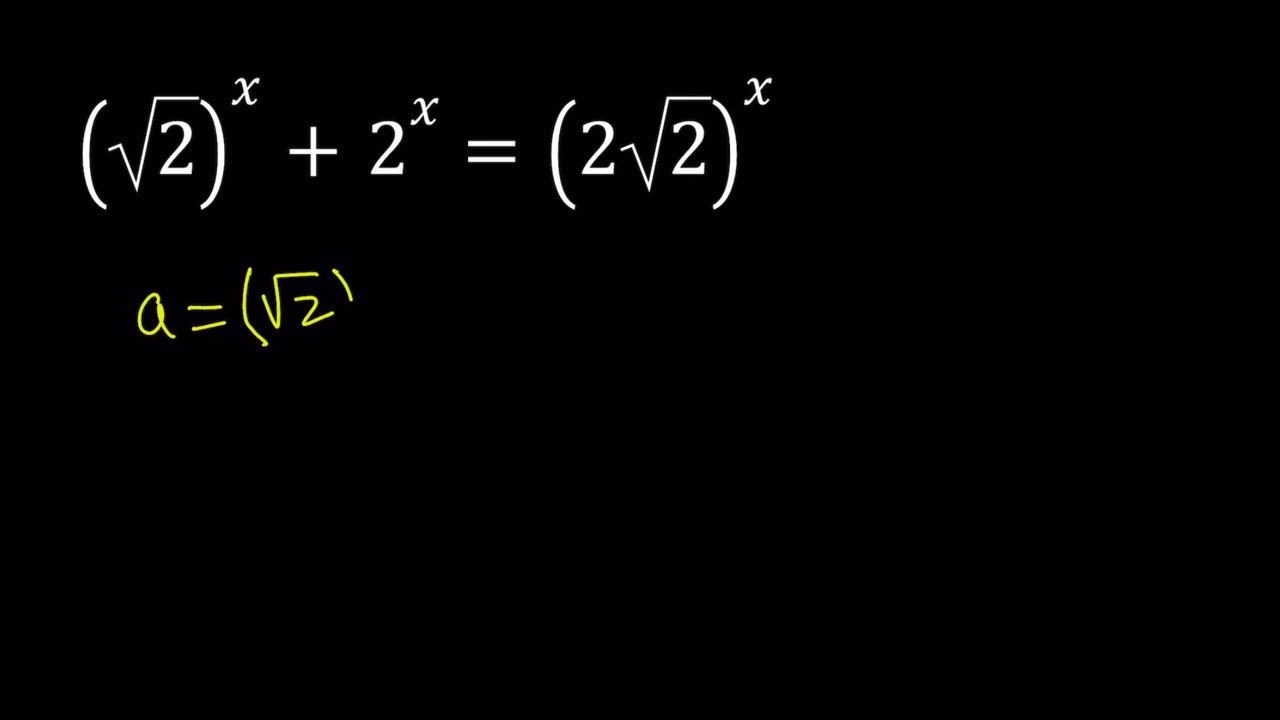 (√2)^x + 2^x = (2√2)^x
a = (√2)